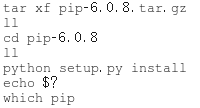 tar xf pip-6.0.8.tar.gz
ll
cd pip-6.0.8
ll
python setup.py install
echo $?
which pip